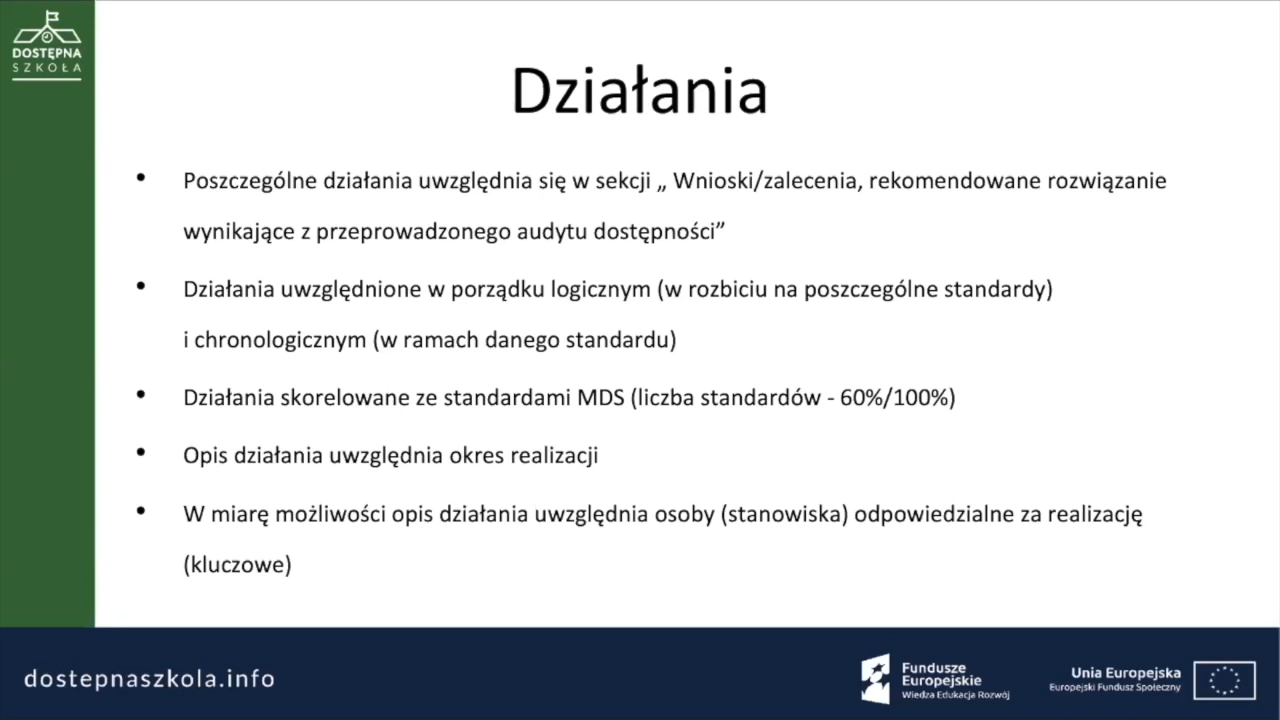 DOSTĘPNA
SZKOŁA
Działania
• Poszczególne działania uwzględnia się w sekcji „ Wnioski/zalecenia, rekomendowane rozwiązanie
wynikające z przeprowadzonego audytu dostępności”
• Działania uwzględnione w porządku logicznym (w rozbiciu na poszczególne standardy)
i chronologicznym (w ramach danego standardu)
• Działania skorelowane ze standardami MDS (liczba standardów - 60%/100%)
• Opis działania uwzględnia okres realizacji
• W miarę możliwości opis działania uwzględnia osoby (stanowiska) odpowiedzialne za realizację
(kluczowe)
dostepnaszkola.info
Fundusze
Europejskie
Wiedza Edukacja Rozwój
Unia Europejska
Europejski Fundusz Społeczny